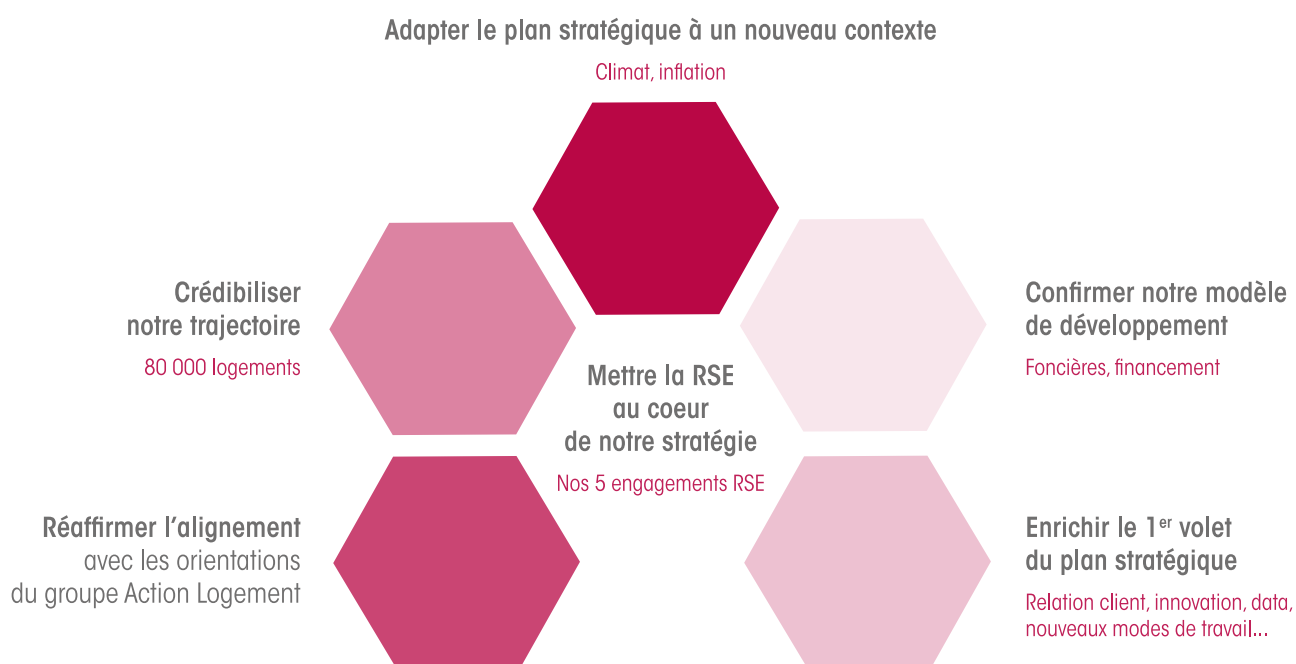 Adapter le plan stratégique à un nouveau contexte
Climat, inflation
Crédibiliser
notre trajectoire
80 000 logements
Confirmer notre modèle
de développement
Foncières, financement
Mettre la RSE
au coeur
de notre stratégie
Nos 5 engagements RSE
Réaffirmer l’alignement
avec les orientations
du groupe Action Logement
Enrichir le 1er volet
du plan stratégique
Relation client, innovation, data,
nouveaux modes de travail...